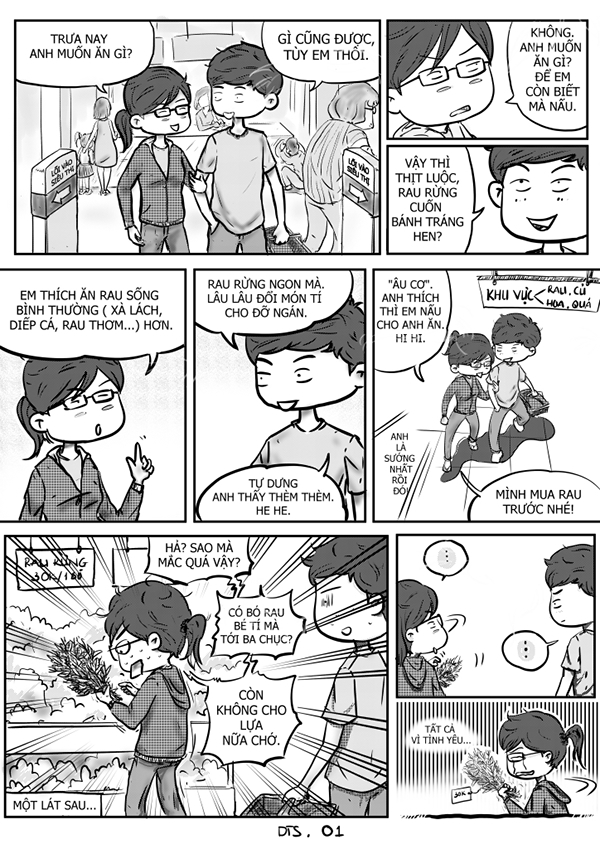 TRƯA NAY
ANH MUỐN ĂN GÌ?
GÌ CŨNG ĐƯỢC,
TÙY EM THÔI.
LỐI VÀO
SIÊU THỊ
LỐI VÀO
SIÊU THỊ
KHÔNG.
ANH MUỐN
ĂN GÌ?
ĐỂ EM
CÒN BIẾT
MÀ NẤU.
VẬY THÌ
THỊT LUỘC,
RAU RỪNG
CUỐN
BÁNH TRÁNG
HEN?
EM THÍCH ĂN RAU SỐNG
BÌNH THƯỜNG ( XÀ LÁCH,
DIẾP CÁ, RAU THƠM...) HƠN.
RAU RỪNG NGON MÀ.
LÂU LÂU ĐỔI MÓN TÍ
CHO ĐỠ NGÁN.
TỰ DƯNG
ANH THẤY THÈM THÈM.
HE HE.
"ÂU CƠ".
ANH THÍCH
THÌ EM NẤU
CHO ANH ĂN.
HI HI.
KHU VỰC
RAU, CỦ
HOA, QUẢ
ANH
LÀ
SƯỚNG
NHẤT
RỒI
ĐÓ!
MÌNH MUA RAU
TRƯỚC NHÉ!
RAU RỪNG
30K/1BÓ
HẢ? SAO MÀ
MẮC QUÁ VẬY?
CÓ BÓ RAU
BÉ TÍ MÀ
TỚI BA CHỤC?
CÒN
KHÔNG CHO
LỰA
NỮA CHỚ.
MỘT LÁT SAU...
...
...
TẤT CẢ
VÌ TÌNH YÊU...
30K
DTS. 01